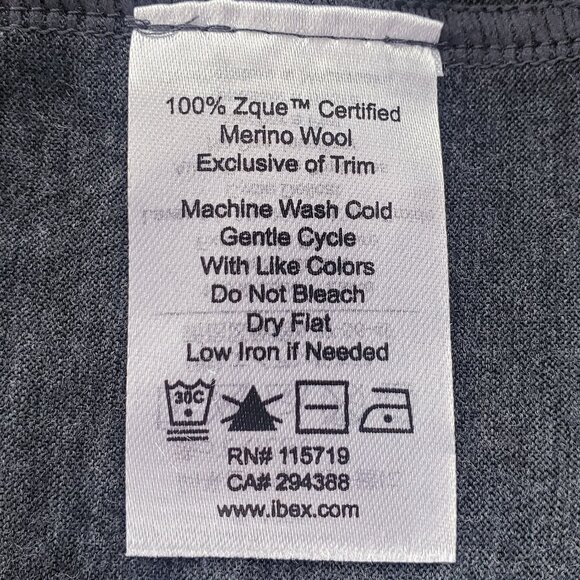 100% Zque™ Certified
Merino Wool
Exclusive of Trim
Machine Wash Cold
Gentle Cycle
With Like Colors
Do Not Bleach
Dry Flat
Low Iron if Needed
30C
RN# 115719
CA# 294388
www.ibex.com